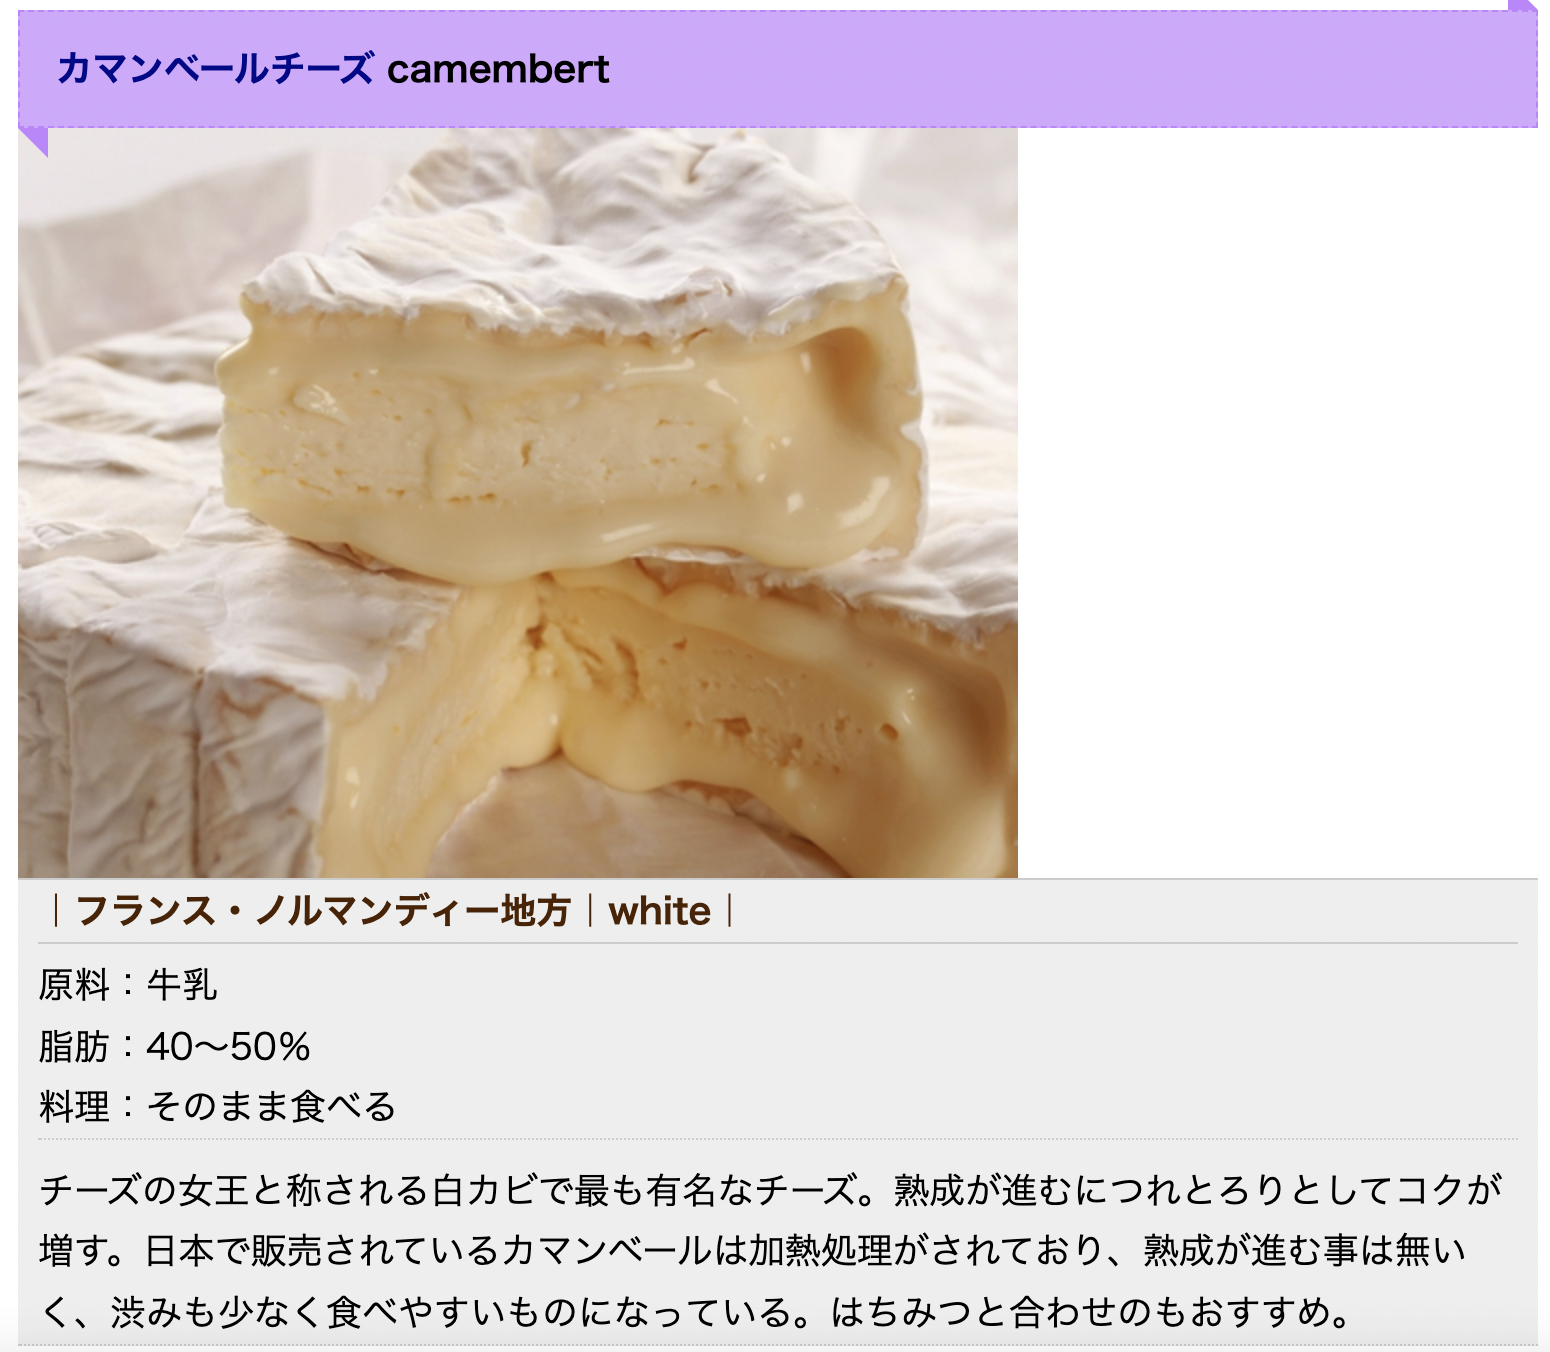 カマンベールチーズ camembert
｜フランス・ノルマンディー地方｜white｜
原料：牛乳
脂肪：40〜50%
料理：そのまま食べる
チーズの女王と称される白カビで最も有名なチーズ。熟成が進むにつれとろりとしてコクが
増す。日本で販売されているカマンベールは加熱処理がされており、熟成が進む事は無い
く、渋みも少なく食べやすいものになっている。はちみつと合わせのもおすすめ。